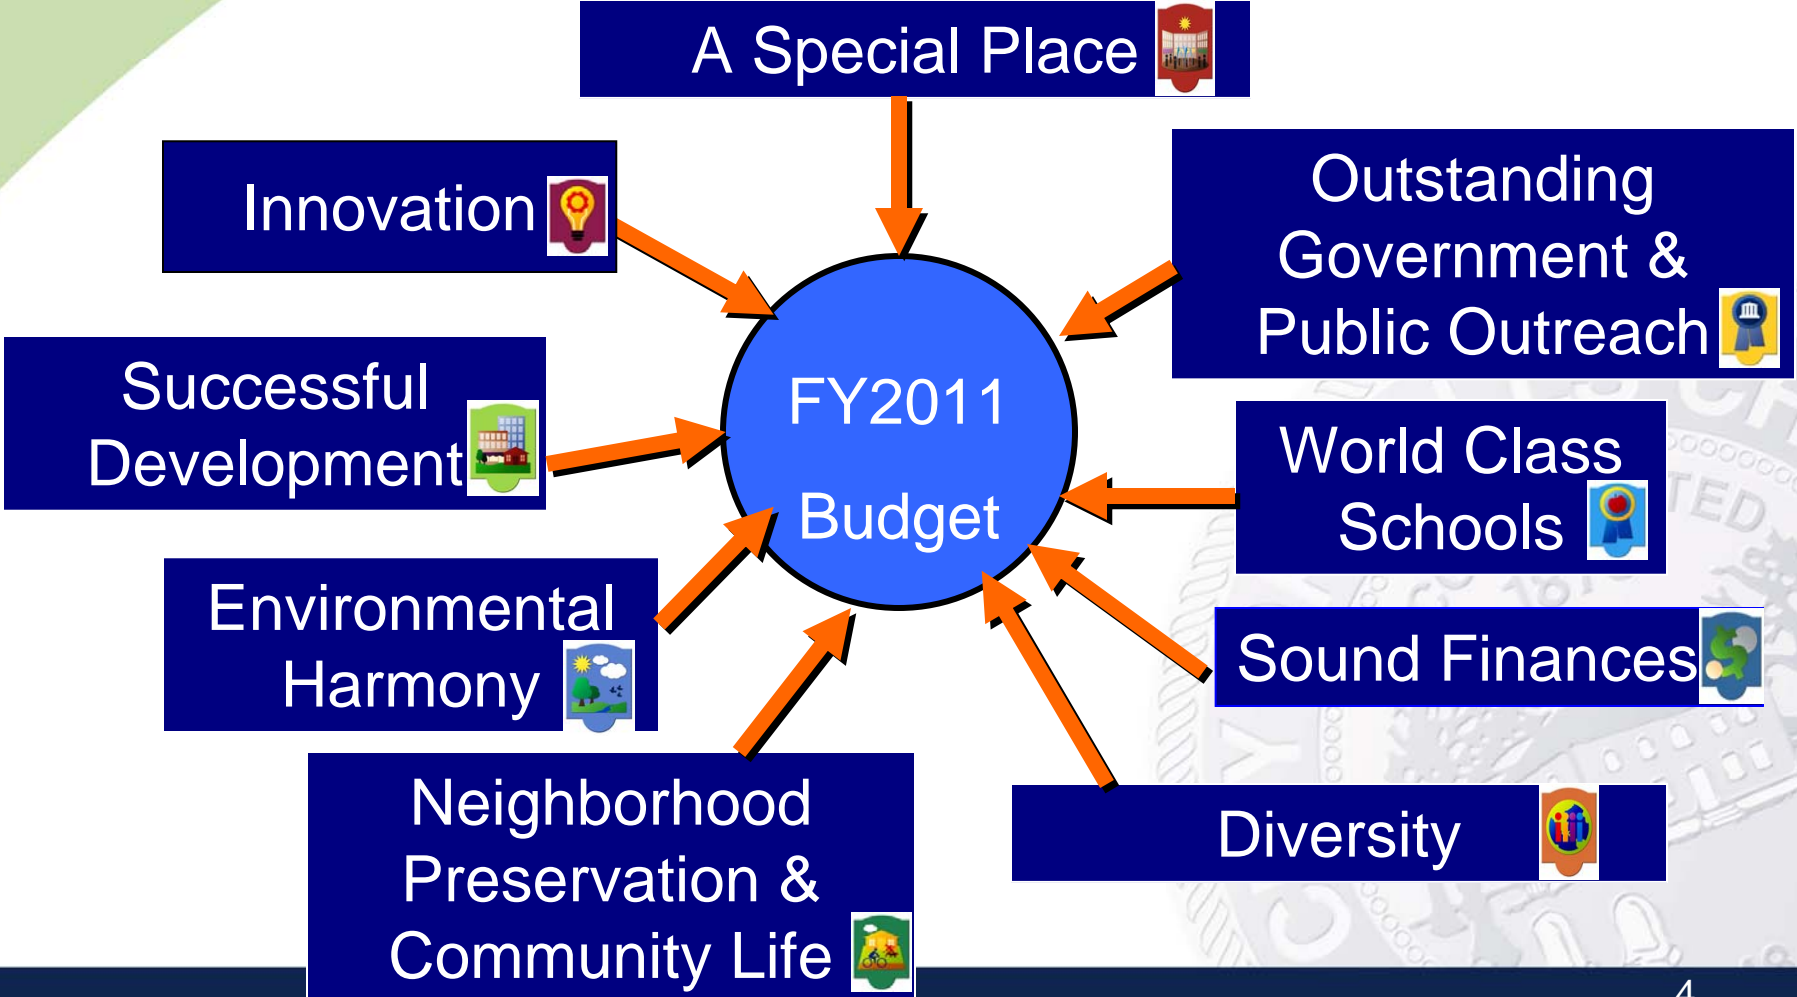 A Special Place
Innovation
Outstanding
Government &
Public Outreach
Successful
Development
FY2011
Budget
World Class
Schools
Environmental
Harmony
Sound Finances
Neighborhood
Preservation &
Community Life
Diversity
4